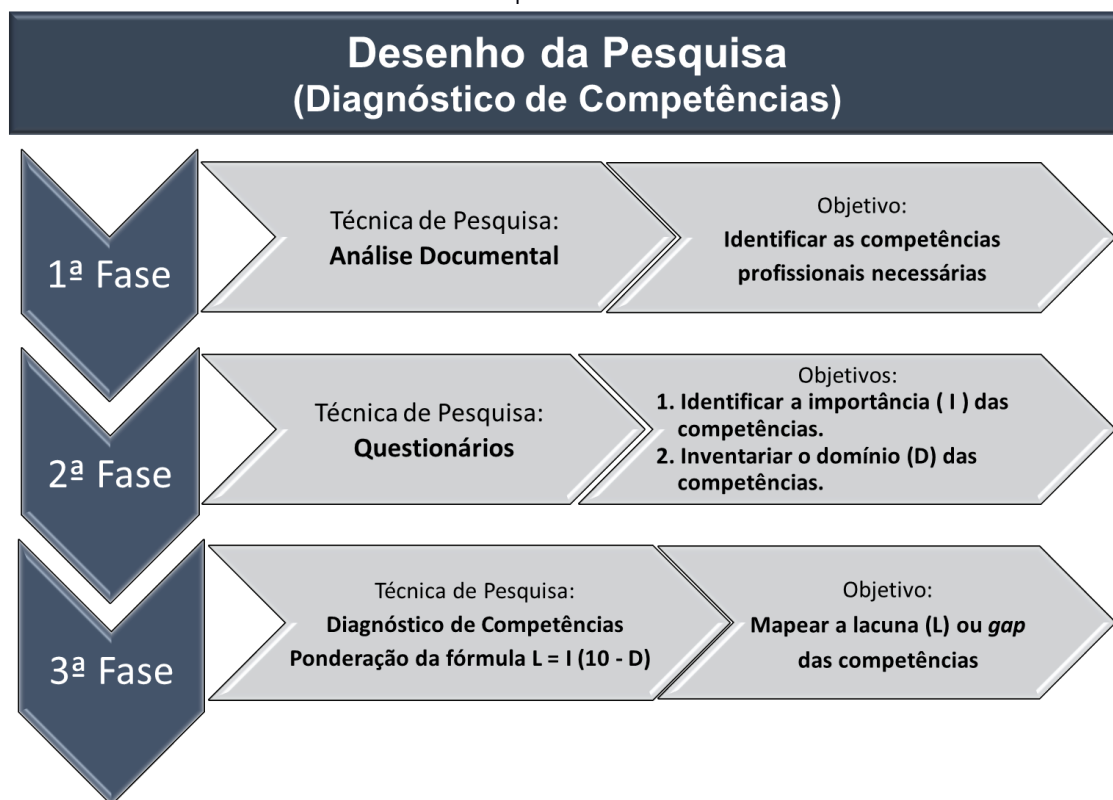 Desenho da Pesquisa
(Diagnóstico de Competências)
1ª Fase
Técnica de Pesquisa:
Análise Documental
Objetivo:
Identificar as competências
profissionais necessárias
2ª Fase
Técnica de Pesquisa:
Questionários
Objetivos:
1. Identificar a importância ( I ) das
competências.
2. Inventariar o domínio (D) das
competências.
3ª Fase
Técnica de Pesquisa:
Diagnóstico de Competências
Ponderação da fórmula L = I (10 - D)
Objetivo:
Mapear a lacuna (L) ou gap
das competências